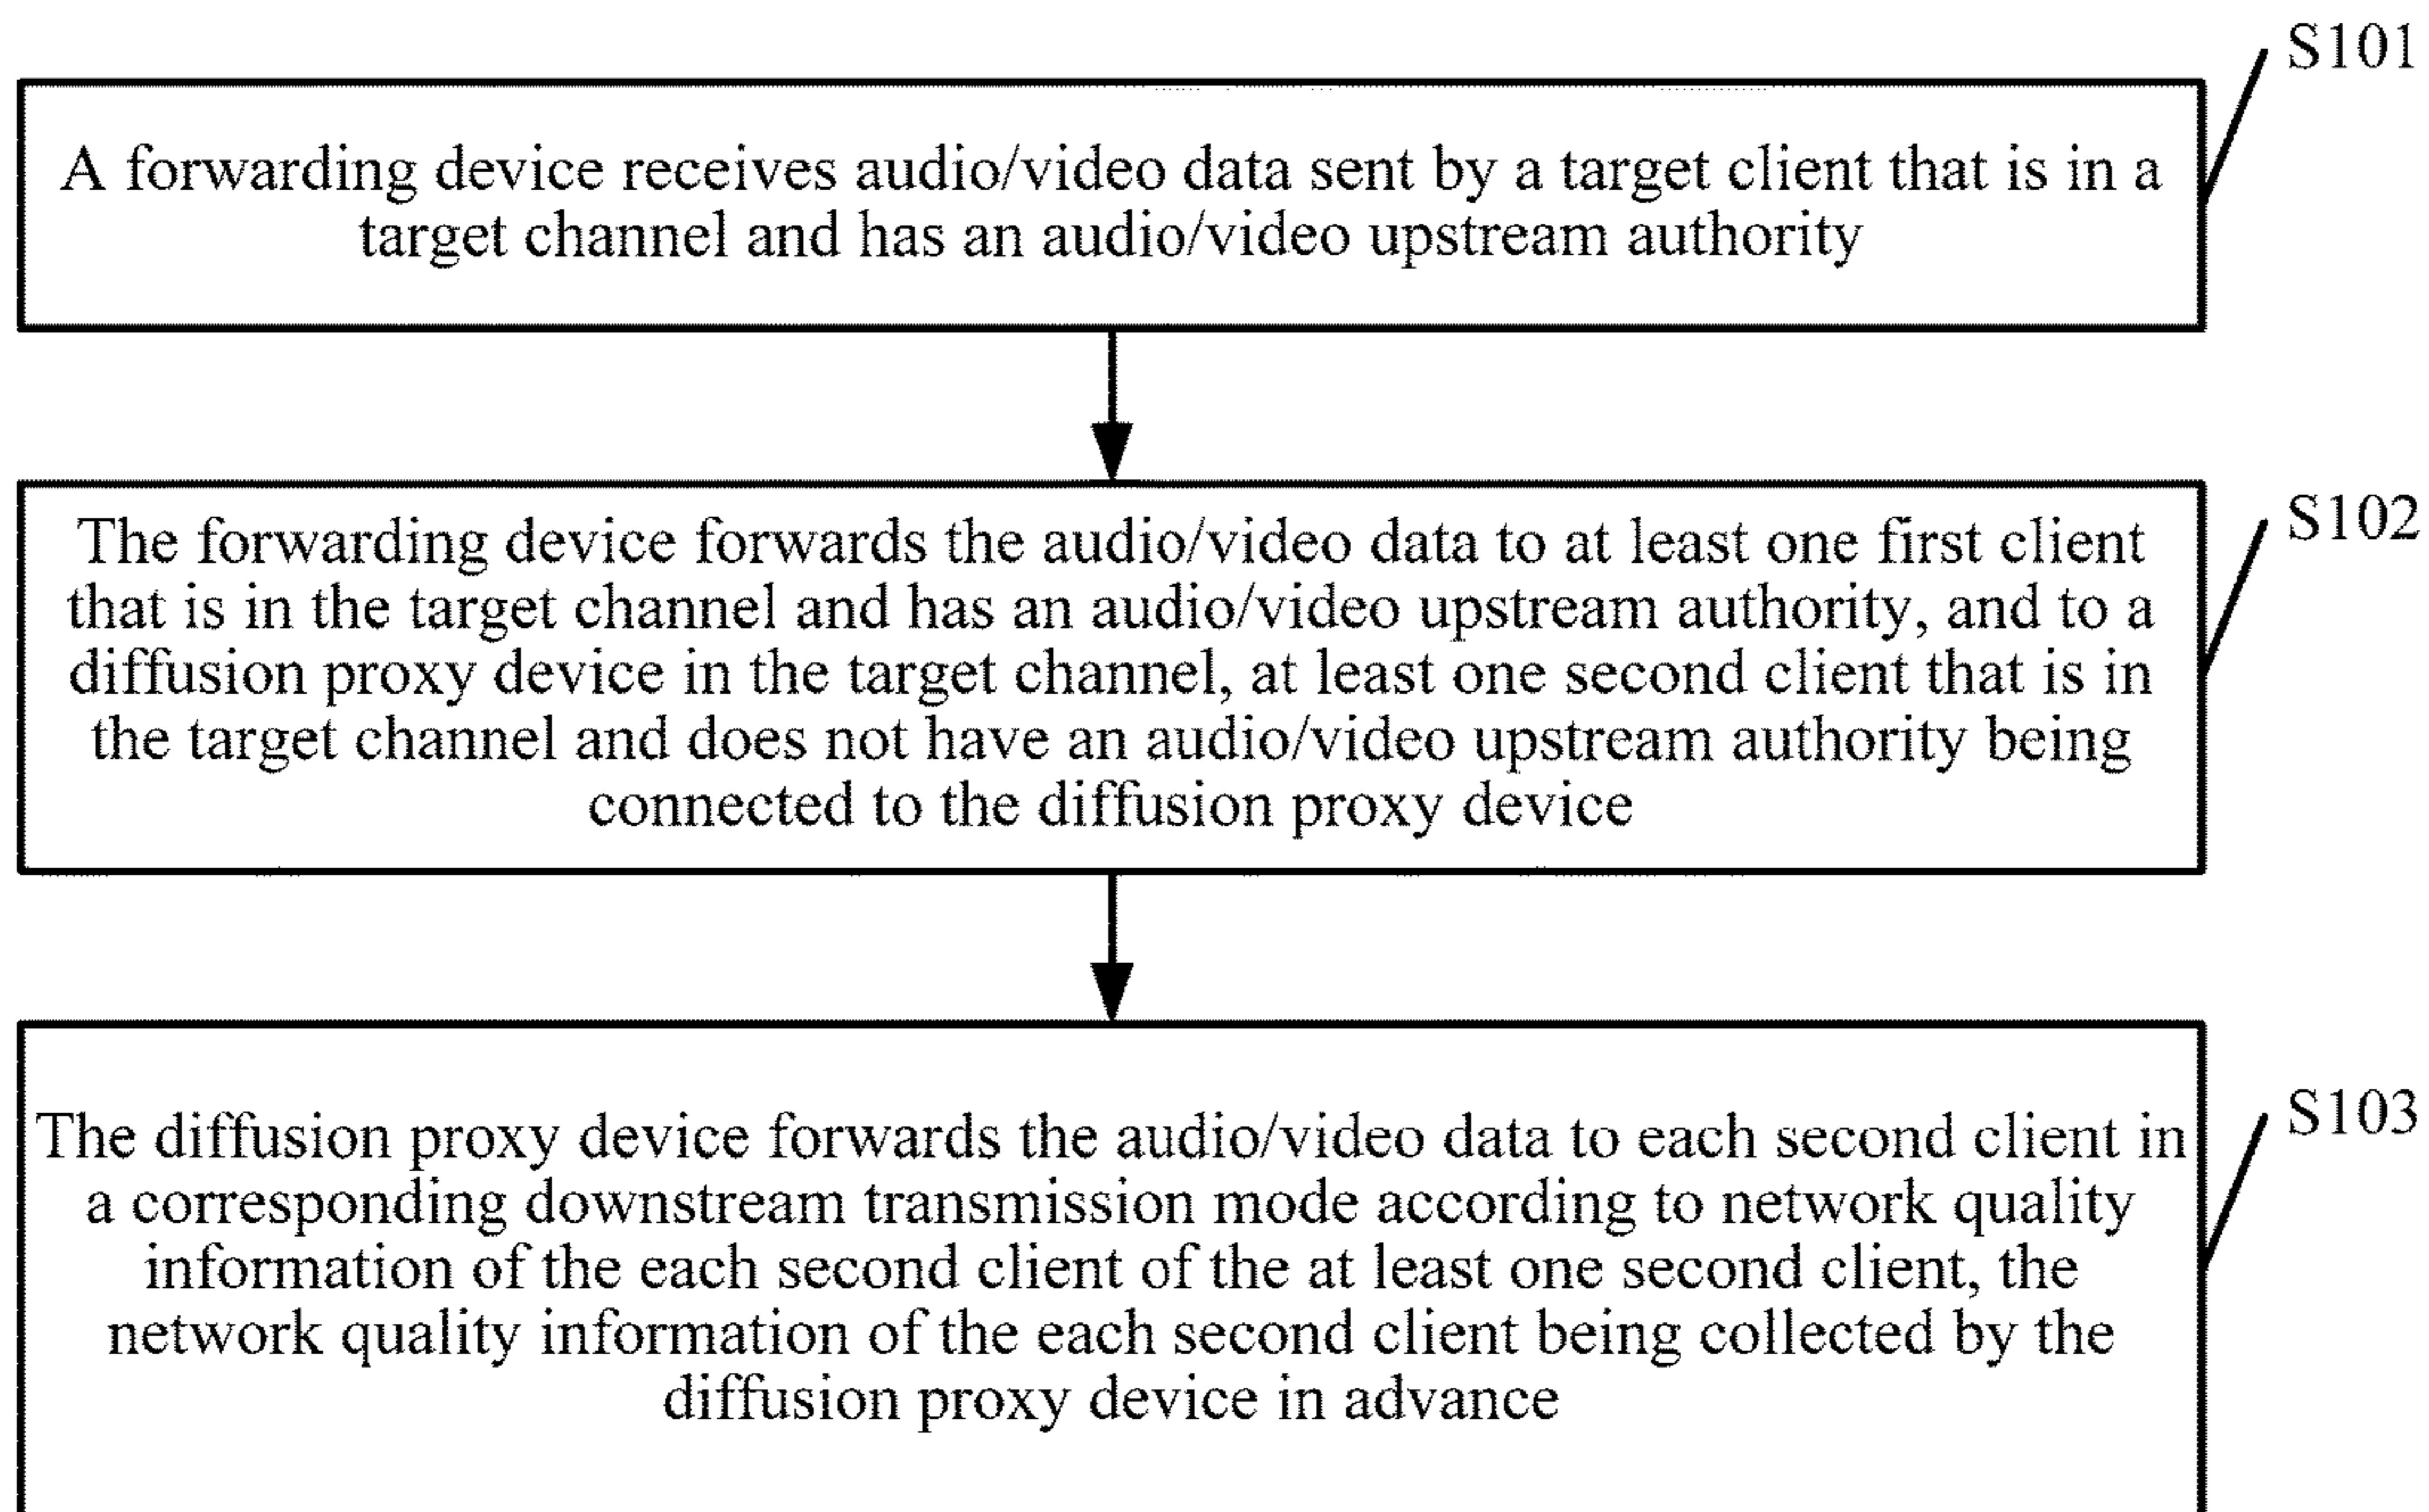 S101
A forwarding device receives audio/video data sent by a target client that is in a
target channel and has an audio/video upstream authority
S102
The forwarding device forwards the audio/video data to at least one first client
that is in the target channel and has an audio/video upstream authority, and to a
diffusion proxy device in the target channel, at least one second client that is in
the target channel and does not have an audio/video upstream authority being
connected to the diffusion proxy device
S103
The diffusion proxy device forwards the audio/video data to each second client in
a corresponding downstream transmission mode according to network quality
information of the each second client of the at least one second client, the
network quality information of the each second client being collected by the
diffusion proxy device in advance